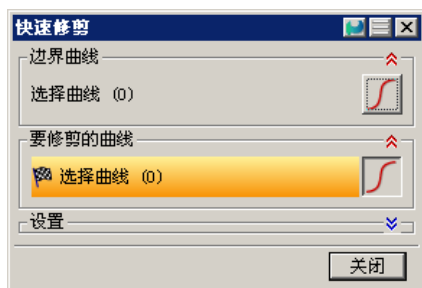 快速修剪
边界曲线
选择曲线 (0)
要修剪的曲线
选择曲线 (0)
设置
关闭